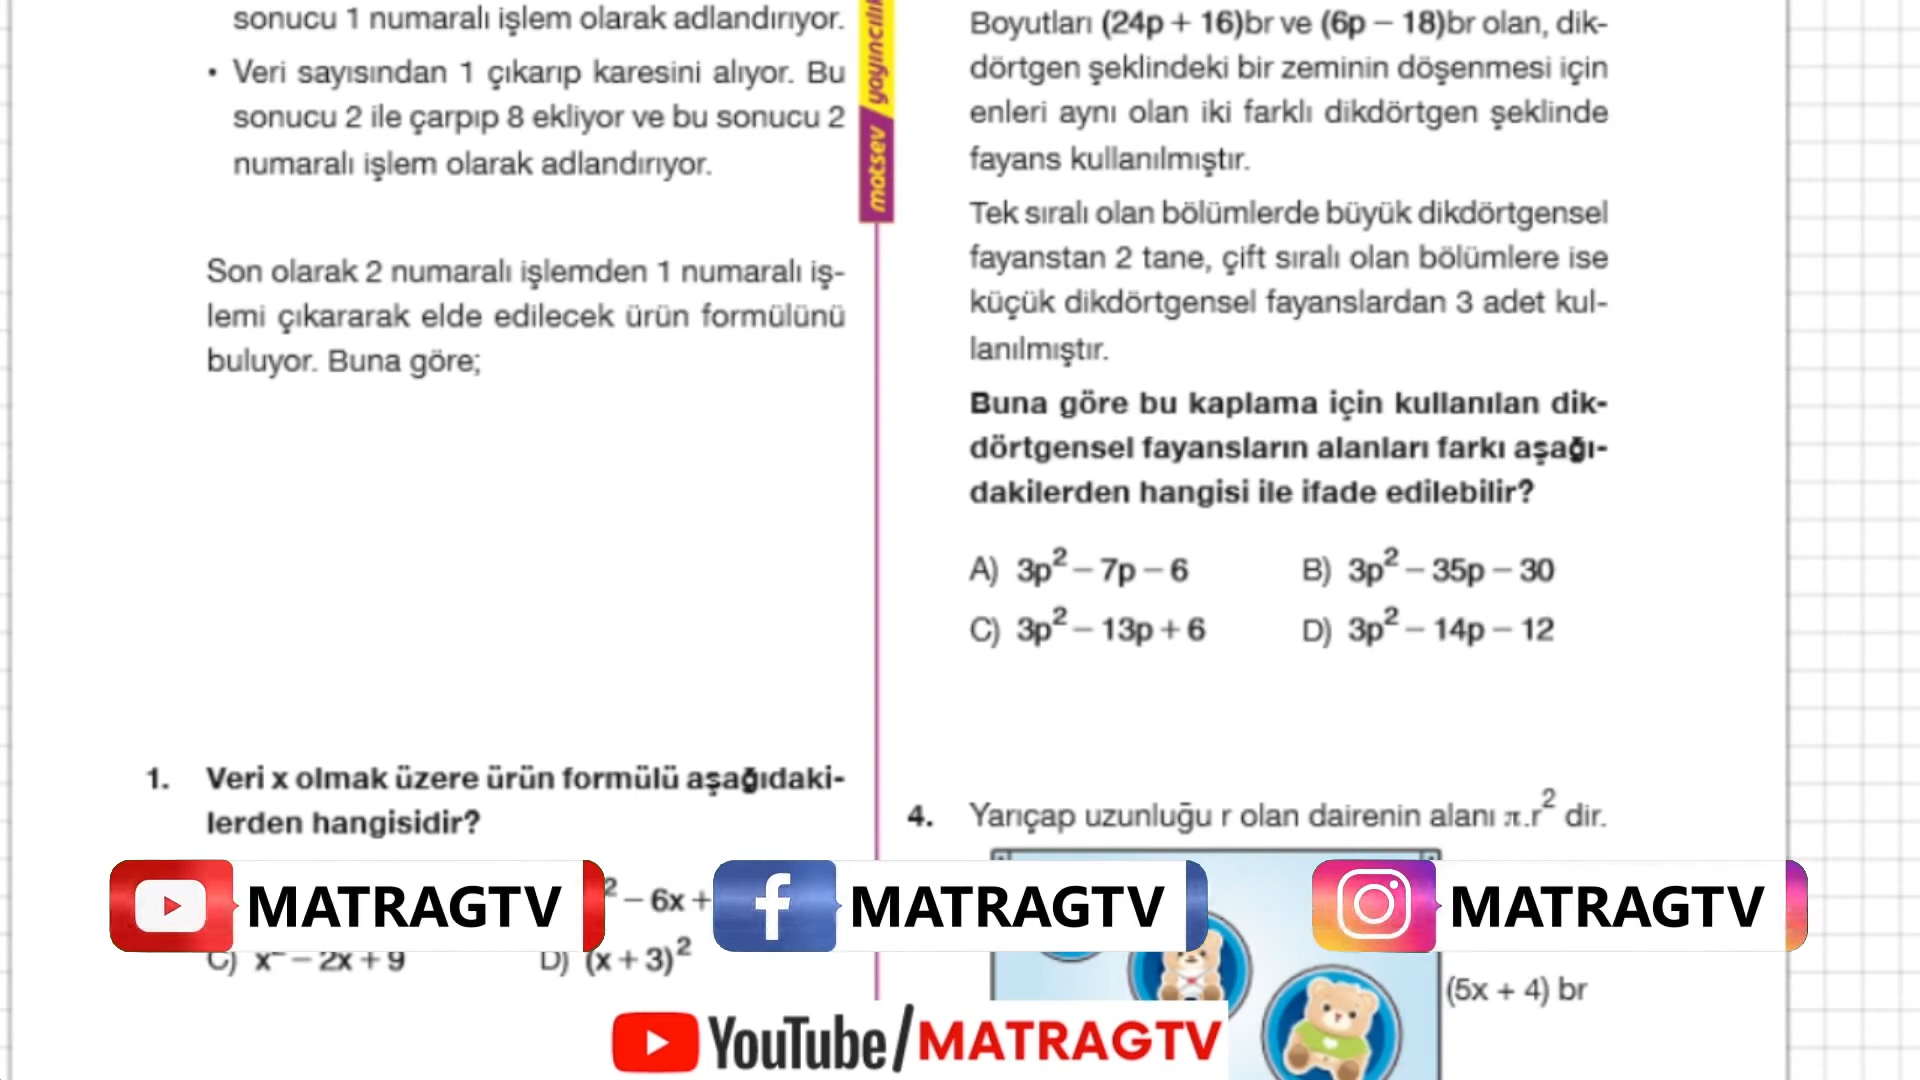 sonucu 1 numaralı işlem olarak adlandırıyor.
• Veri sayısından 1 çıkarıp karesini alıyor. Bu
sonucu 2 ile çarpıp 8 ekliyor ve bu sonucu 2
numaralı işlem olarak adlandırıyor.
Son olarak 2 numaralı işlemden 1 numaralı iş-
lemi çıkararak elde edilecek ürün formülünü
buluyor. Buna göre;
1. Veri x olmak üzere ürün formülü aşağıdaki-
lerden hangisidir?
² – 6x +
C) x² – 2x + 9 D) (x + 3)²
matsev yayıncılık
Boyutları (24p + 16)br ve (6p – 18)br olan, dik-
dörtgen şeklindeki bir zeminin döşenmesi için
enleri aynı olan iki farklı dikdörtgen şeklinde
fayans kullanılmıştır.
Tek sıralı olan bölümlerde büyük dikdörtgensel
fayanstan 2 tane, çift sıralı olan bölümlere ise
küçük dikdörtgensel fayanslardan 3 adet kul-
lanılmıştır.
Buna göre bu kaplama için kullanılan dik-
dörtgensel fayansların alanları farkı aşağı-
dakilerden hangisi ile ifade edilebilir?
A) 3p² – 7p – 6 B) 3p² – 35p – 30
C) 3p² – 13p + 6 D) 3p² – 14p – 12
4. Yarıçap uzunluğu r olan dairenin alanı π.r² dir.
(5x + 4) br
MATRAGTV
MATRAGTV
MATRAGTV
YouTube/MATRAGTV